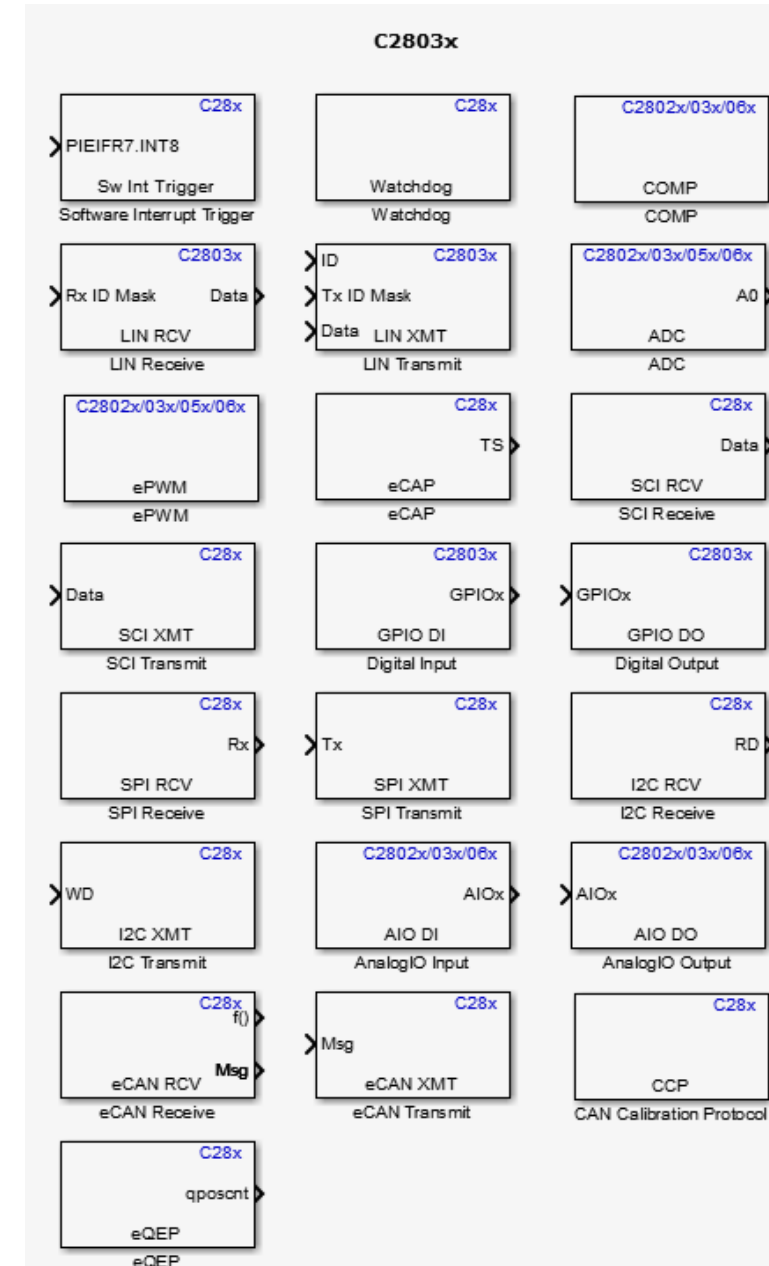 C2803x
C28x
PIEIFR7.INT8
Sw Int Trigger
Software Interrupt Trigger
C28x
Watchdog
Watchdog
C2802x/03x/06x
COMP
COMP
C2803x
Rx ID Mask Data
LIN RCV
LIN Receive
C2803x
ID
Tx ID Mask
Data LIN XMT
LIN Transmit
C2802x/03x/05x/06x
A0
ADC
ADC
C2802x/03x/05x/06x
ePWM
ePWM
C28x
TS
eCAP
eCAP
C28x
Data
SCI RCV
SCI Receive
C28x
Data
SCI XMT
SCI Transmit
C2803x
GPIOx
GPIO DI
Digital Input
C2803x
GPIOx
GPIO DO
Digital Output
C28x
Rx
SPI RCV
SPI Receive
C28x
Tx
SPI XMT
SPI Transmit
C28x
RD
I2C RCV
I2C Receive
C28x
WD
I2C XMT
I2C Transmit
C2802x/03x/06x
AIOx
AIO DI
AnalogIO Input
C2802x/03x/06x
AIOx
AIO DO
AnalogIO Output
C28x
f()
Msg
eCAN RCV
eCAN Receive
C28x
Msg
eCAN XMT
eCAN Transmit
C28x
CCP
CAN Calibration Protocol
C28x
qposcnt
eQEP
eQEP